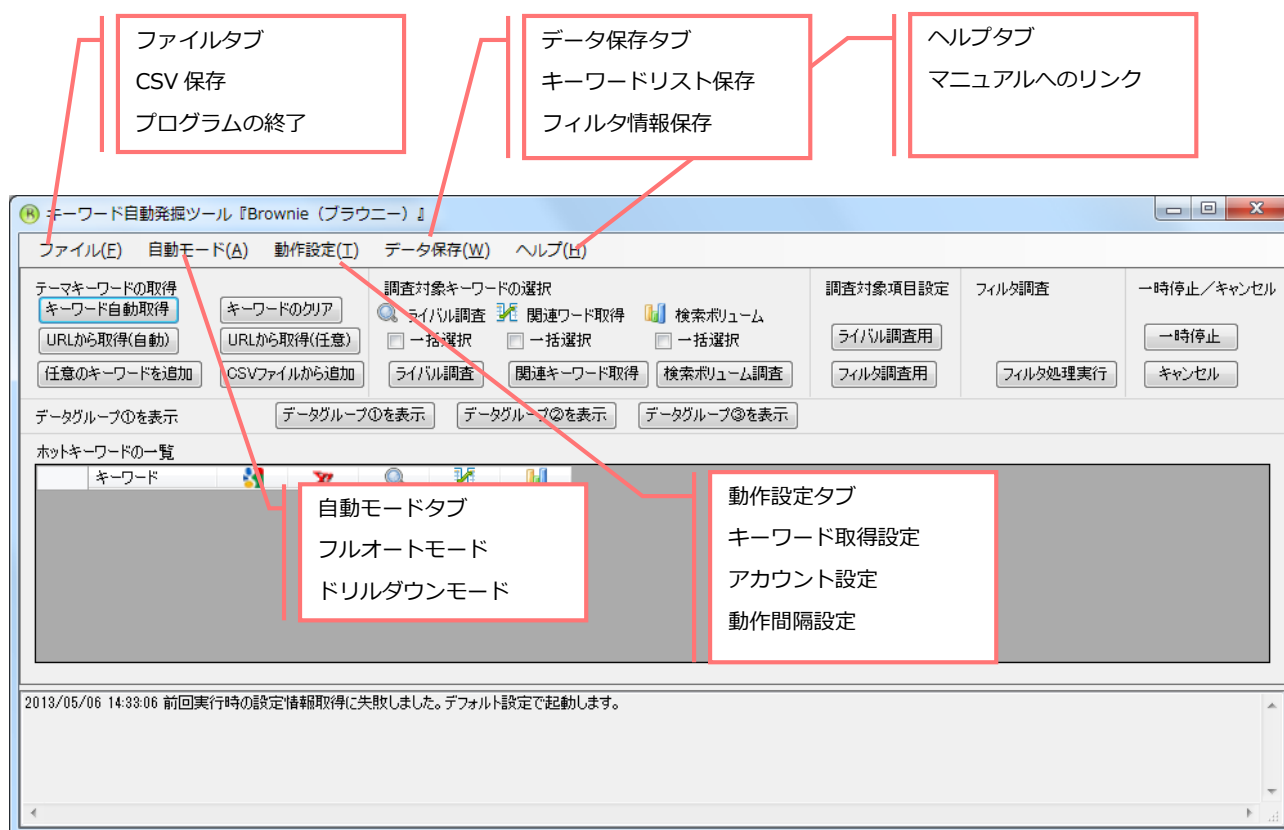 ファイルタブ
CSV 保存
プログラムの終了
データ保存タブ
キーワードリスト保存
フィルタ情報保存
ヘルプタブ
マニュアルへのリンク
キーワード自動発掘ツール『Brownie（ブラウニー）』
ファイル(F) 自動モード(A) 動作設定(T) データ保存(W) ヘルプ(H)
テーマキーワードの取得 調査対象キーワードの選択 調査対象項目設定 フィルタ調査 一時停止／キャンセル
キーワード自動取得 キーワードのクリア ライバル調査 関連ワード取得 検索ボリューム
URLから取得(自動) URLから取得(任意) 一括選択 一括選択 一括選択 ライバル調査用 一時停止
任意のキーワードを追加 CSVファイルから追加 ライバル調査 関連キーワード取得 検索ボリューム調査 フィルタ調査用 フィルタ処理実行 キャンセル
データグループ①を表示 データグループ①を表示 データグループ②を表示 データグループ③を表示
ホットキーワードの一覧
キーワード
自動モードタブ
フルオートモード
ドリルダウンモード
動作設定タブ
キーワード取得設定
アカウント設定
動作間隔設定
2013/05/06 14:33:06 前回実行時の設定情報取得に失敗しました。デフォルト設定で起動します。